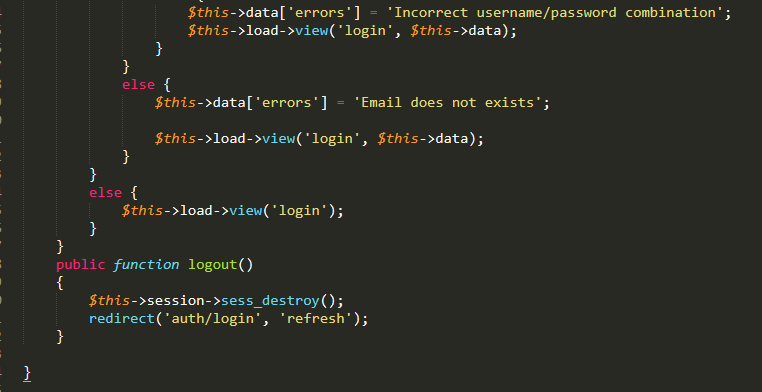 {
$this->data['errors'] = 'Incorrect username/password combination';
$this->load->view('login', $this->data);
}
}
else {
$this->data['errors'] = 'Email does not exists';
$this->load->view('login', $this->data);
}
}
else {
$this->load->view('login');
}
}
public function logout()
{
$this->session->sess_destroy();
redirect('auth/login', 'refresh');
}
}